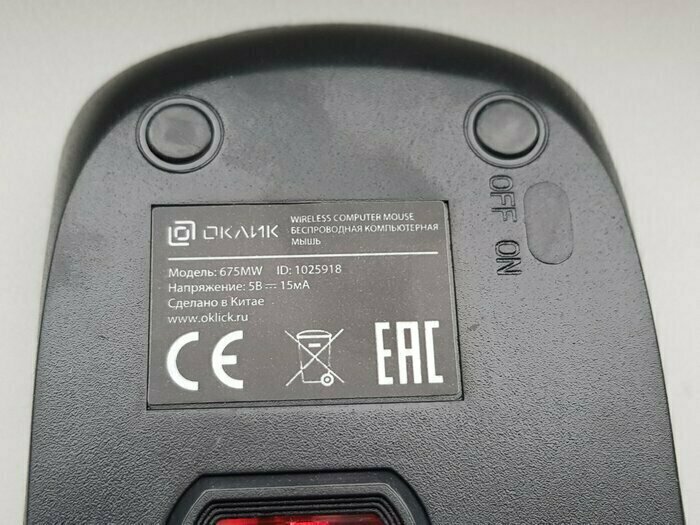 ОКЛИК
WIRELESS COMPUTER MOUSE
БЕСПРОВОДНАЯ КОМПЬЮТЕРНАЯ
МЫШЬ
Модель: 675MW ID: 1025918
Напряжение: 5В ⎓ 15мА
Сделано в Китае
www.oklick.ru
CE
EAC
OFF ON